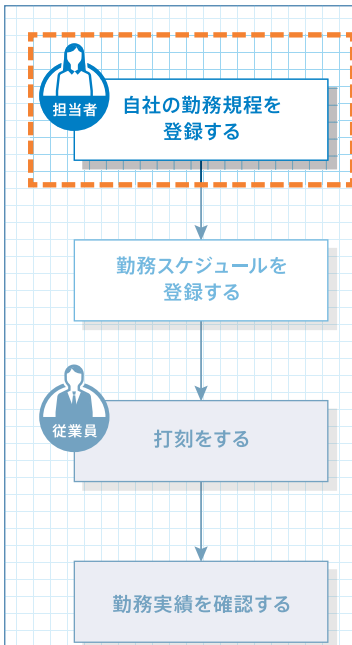 担当者
自社の勤務規程を
登録する
勤務スケジュールを
登録する
従業員
打刻をする
勤務実績を確認する